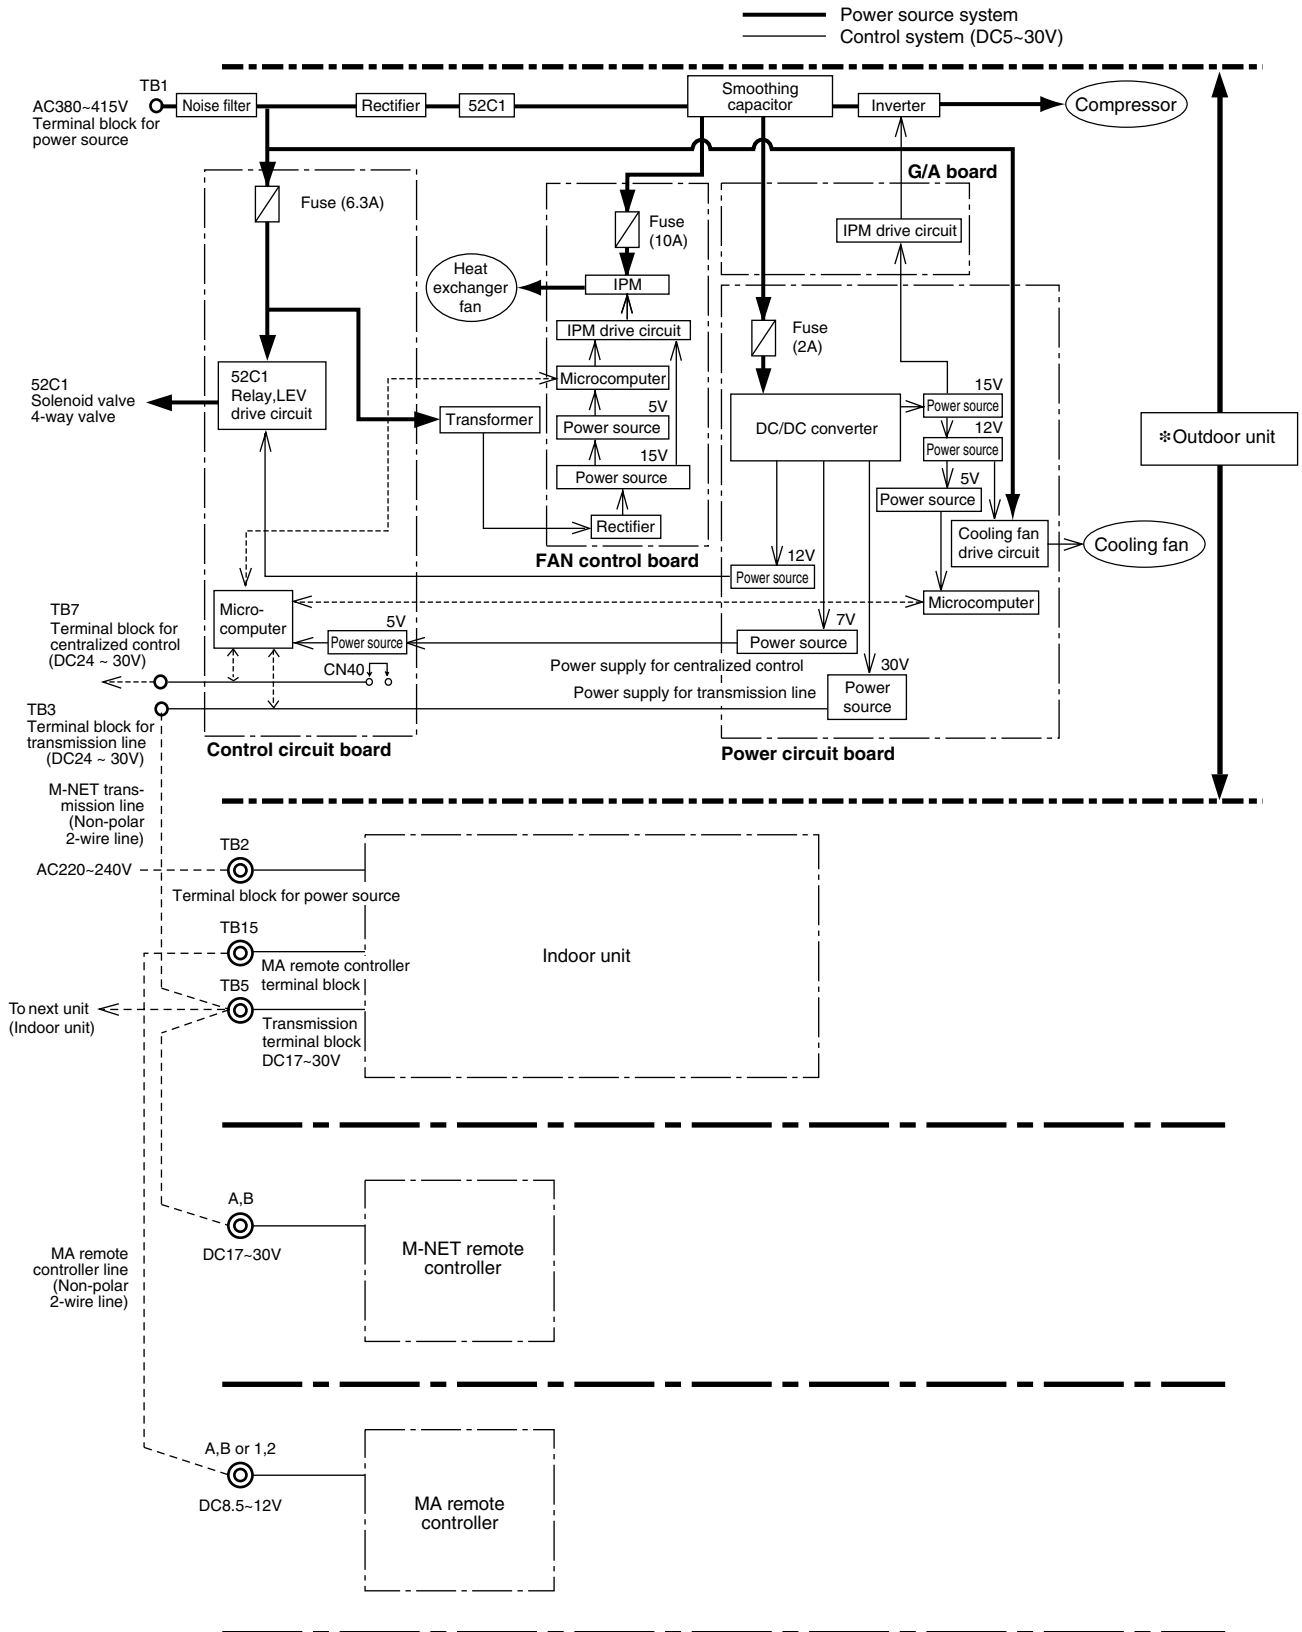 Power source system
Control system (DC5~30V)
TB1
AC380~415V
Terminal block for
power source
Noise filter
Rectifier
52C1
Smoothing
capacitor
Inverter
Compressor
G/A board
Fuse (6.3A)
Fuse
(10A)
IPM drive circuit
Heat
exchanger
fan
IPM
IPM drive circuit
Fuse
(2A)
52C1
Solenoid valve
4-way valve
52C1
Relay,LEV
drive circuit
Microcomputer
Transformer
5V
Power source
15V
Power source
Rectifier
FAN control board
DC/DC converter
15V
Power source
12V
Power source
5V
Power source
✻Outdoor unit
Cooling fan
drive circuit
Cooling fan
12V
Power source
Microcomputer
TB7
Terminal block for
centralized control
(DC24 ~ 30V)
Micro-
computer
5V
Power source
7V
Power source
CN40
Power supply for centralized control
30V
Power
source
Power supply for transmission line
TB3
Terminal block for
transmission line
(DC24 ~ 30V)
Control circuit board
Power circuit board
M-NET trans-
mission line
(Non-polar
2-wire line)
TB2
AC220~240V
Terminal block for power source
TB15
MA remote controller
terminal block
Indoor unit
TB5
To next unit
(Indoor unit)
Transmission
terminal block
DC17~30V
A,B
DC17~30V
M-NET remote
controller
MA remote
controller line
(Non-polar
2-wire line)
A,B or 1,2
DC8.5~12V
MA remote
controller